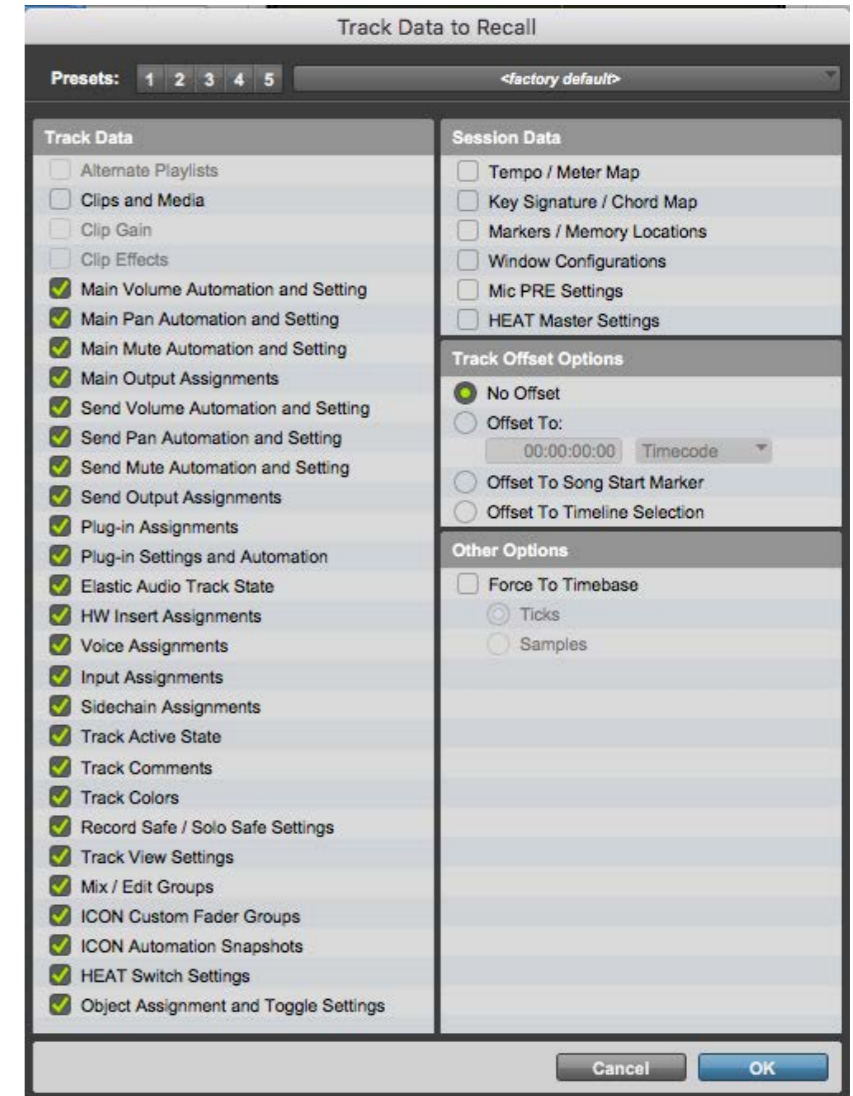 Track Data to Recall
Presets: 1 2 3 4 5 <factory default>
Track Data
Alternate Playlists
Clips and Media
Clip Gain
Clip Effects
Main Volume Automation and Setting
Main Pan Automation and Setting
Main Mute Automation and Setting
Main Output Assignments
Send Volume Automation and Setting
Send Pan Automation and Setting
Send Mute Automation and Setting
Send Output Assignments
Plug-in Assignments
Plug-in Settings and Automation
Elastic Audio Track State
HW Insert Assignments
Voice Assignments
Input Assignments
Sidechain Assignments
Track Active State
Track Comments
Track Colors
Record Safe / Solo Safe Settings
Track View Settings
Mix / Edit Groups
ICON Custom Fader Groups
ICON Automation Snapshots
HEAT Switch Settings
Object Assignment and Toggle Settings
Session Data
Tempo / Meter Map
Key Signature / Chord Map
Markers / Memory Locations
Window Configurations
Mic PRE Settings
HEAT Master Settings
Track Offset Options
No Offset
Offset To:
00:00:00:00 Timecode
Offset To Song Start Marker
Offset To Timeline Selection
Other Options
Force To Timebase
Ticks
Samples
Cancel OK